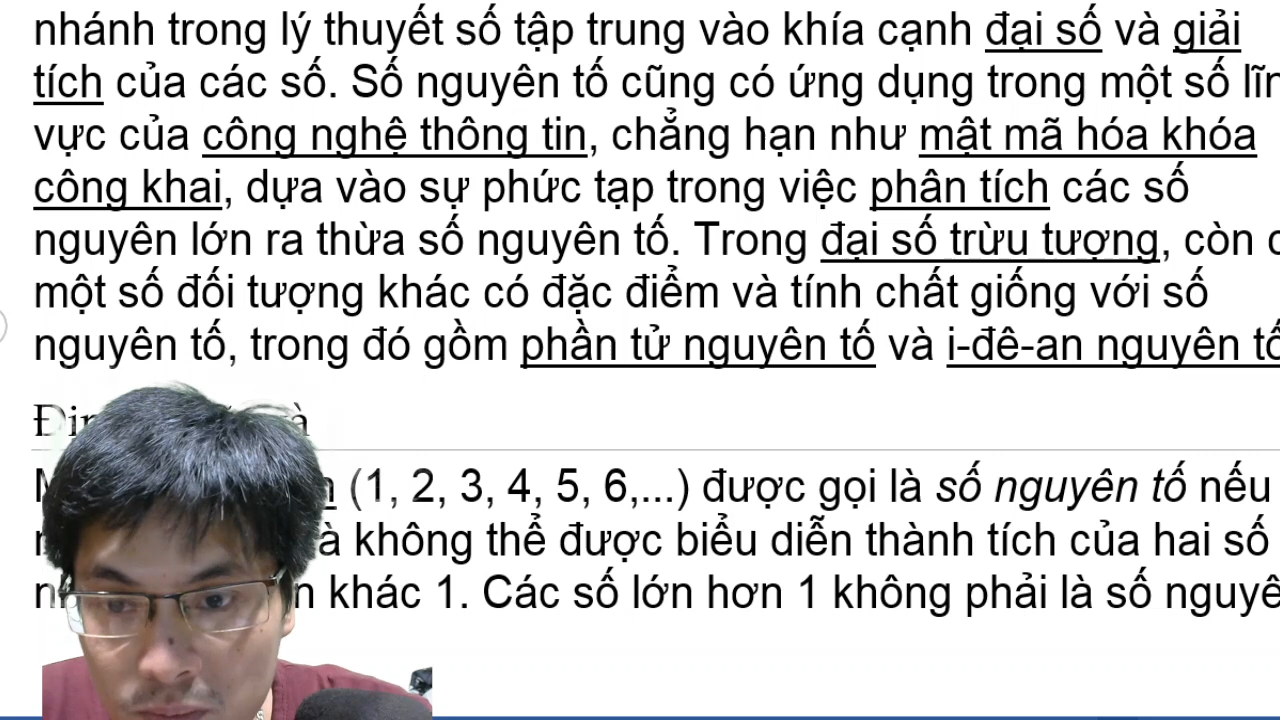 nhánh trong lý thuyết số tập trung vào khía cạnh đại số và giải
tích của các số. Số nguyên tố cũng có ứng dụng trong một số
vực của công nghệ thông tin, chẳng hạn như mật mã hóa khóa
công khai, dựa vào sự phức tạp trong việc phân tích các số
nguyên lớn ra thừa số nguyên tố. Trong đại số trừu tượng, còn
một số đối tượng khác có đặc điểm và tính chất giống với số
nguyên tố, trong đó gồm phần tử nguyên tố và i-đê-an nguyên tố
(1, 2, 3, 4, 5, 6,...) được gọi là số nguyên tố nếu
không thể được biểu diễn thành tích của hai số
khác 1. Các số lớn hơn 1 không phải là số